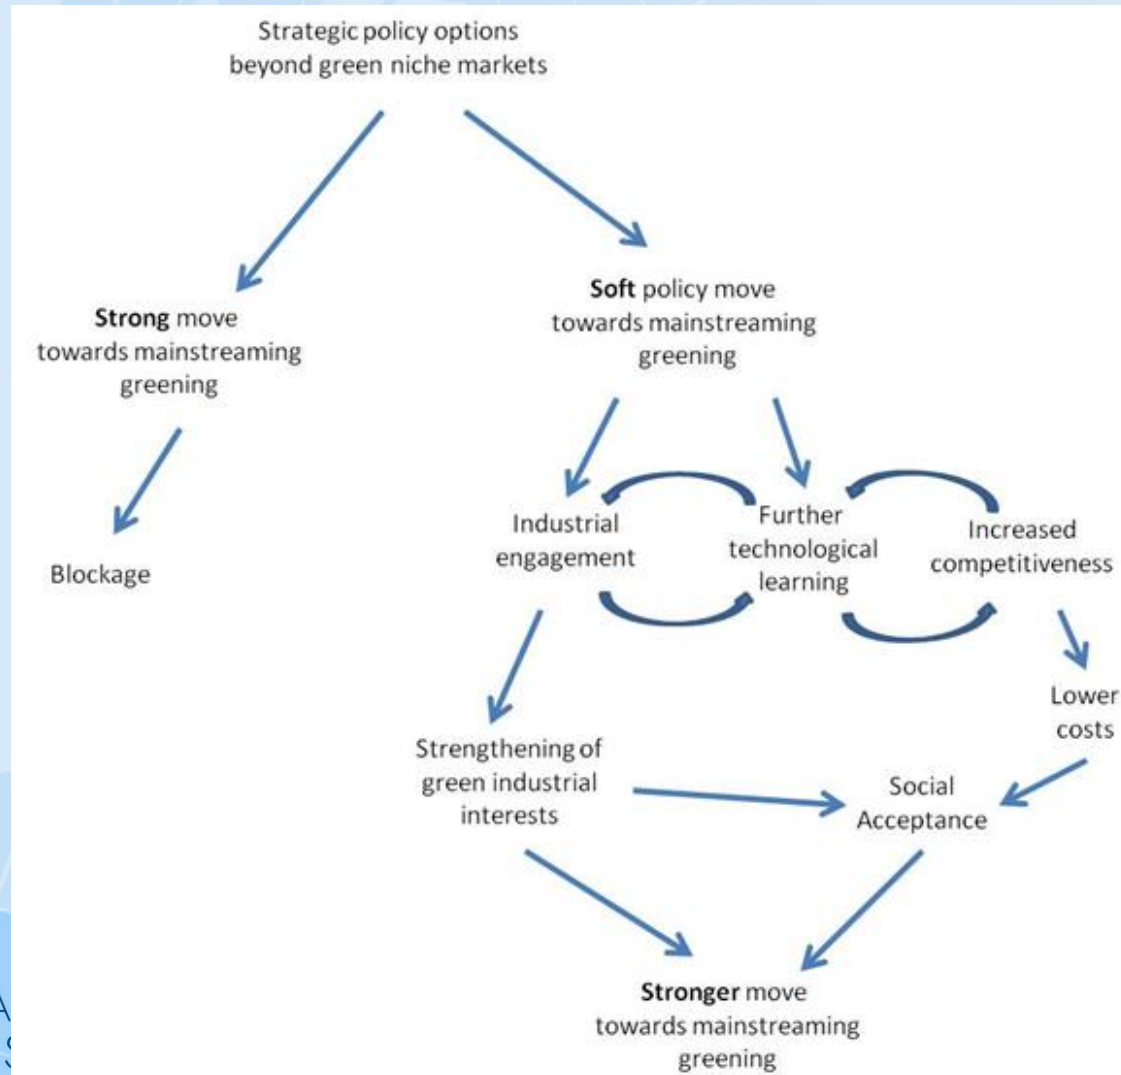 Strategic policy options
beyond green niche markets
Strong move
towards mainstreaming
greening
Soft policy move
towards mainstreaming
greening
Blockage
Industrial
engagement
Further
technological
learning
Increased
competitiveness
Lower
costs
Strengthening of
green industrial
interests
Social
Acceptance
Stronger move
towards mainstreaming
greening